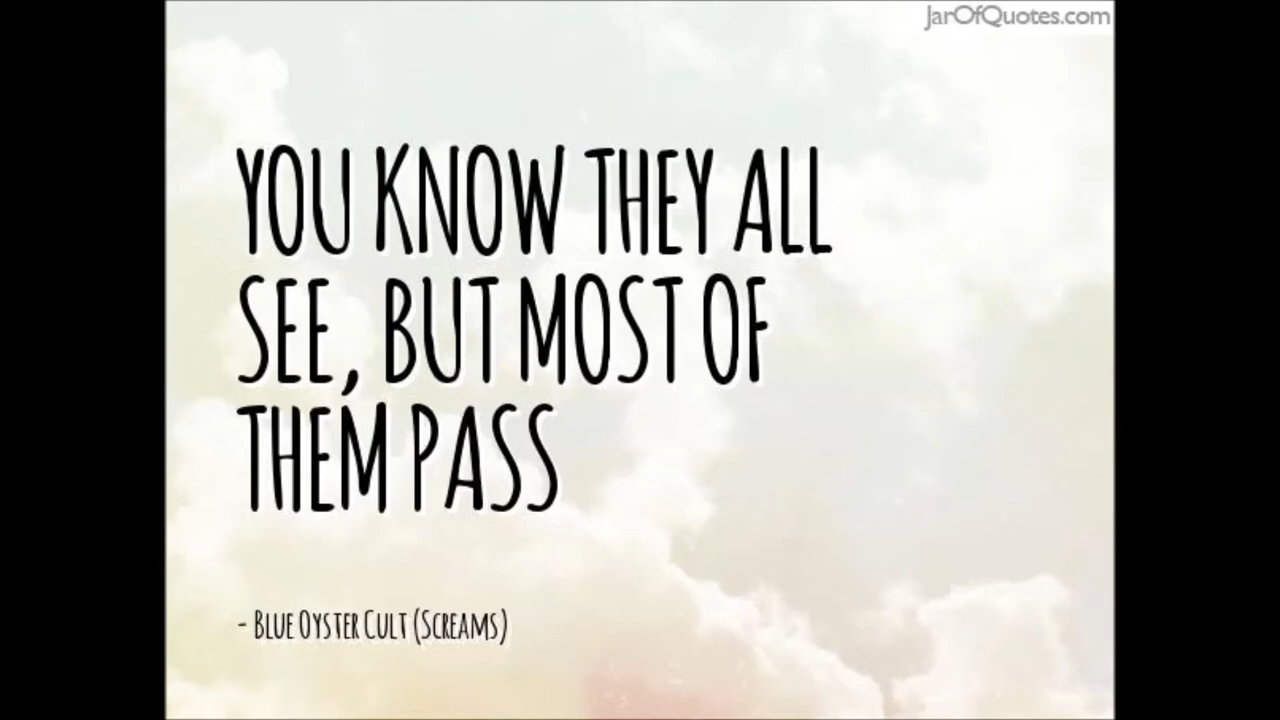 JarOfQuotes.com
YOU KNOW THEY ALL
SEE, BUT MOST OF
THEM PASS
- BLUE OYSTER CULT (SCREAMS)